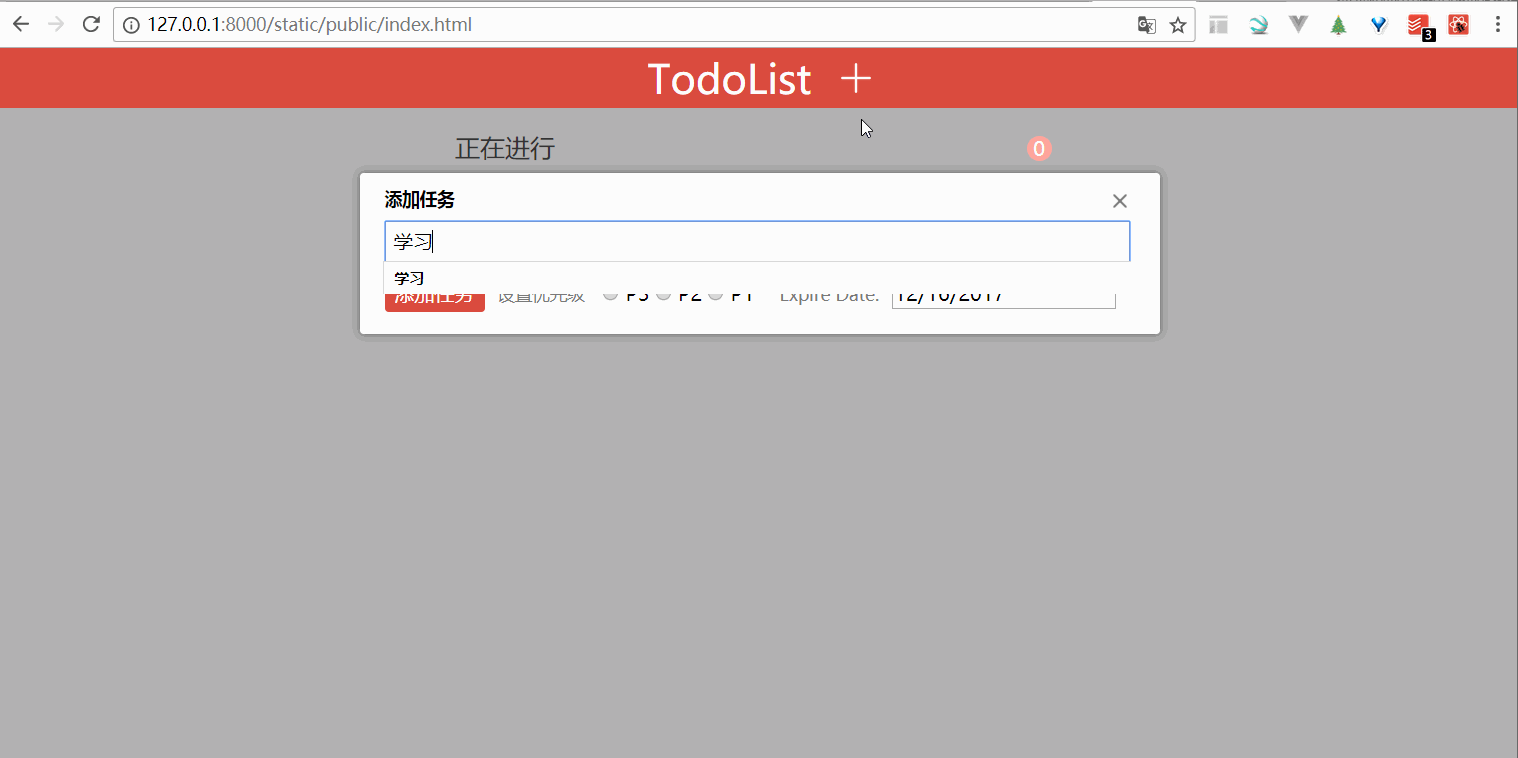 127.0.0.1:8000/static/public/index.html
3
TodoList
正在进行 0
添加任务
学习
学习
添加任务 设置优先级 P3 P2 P1 Expire Date: 12/16/2017